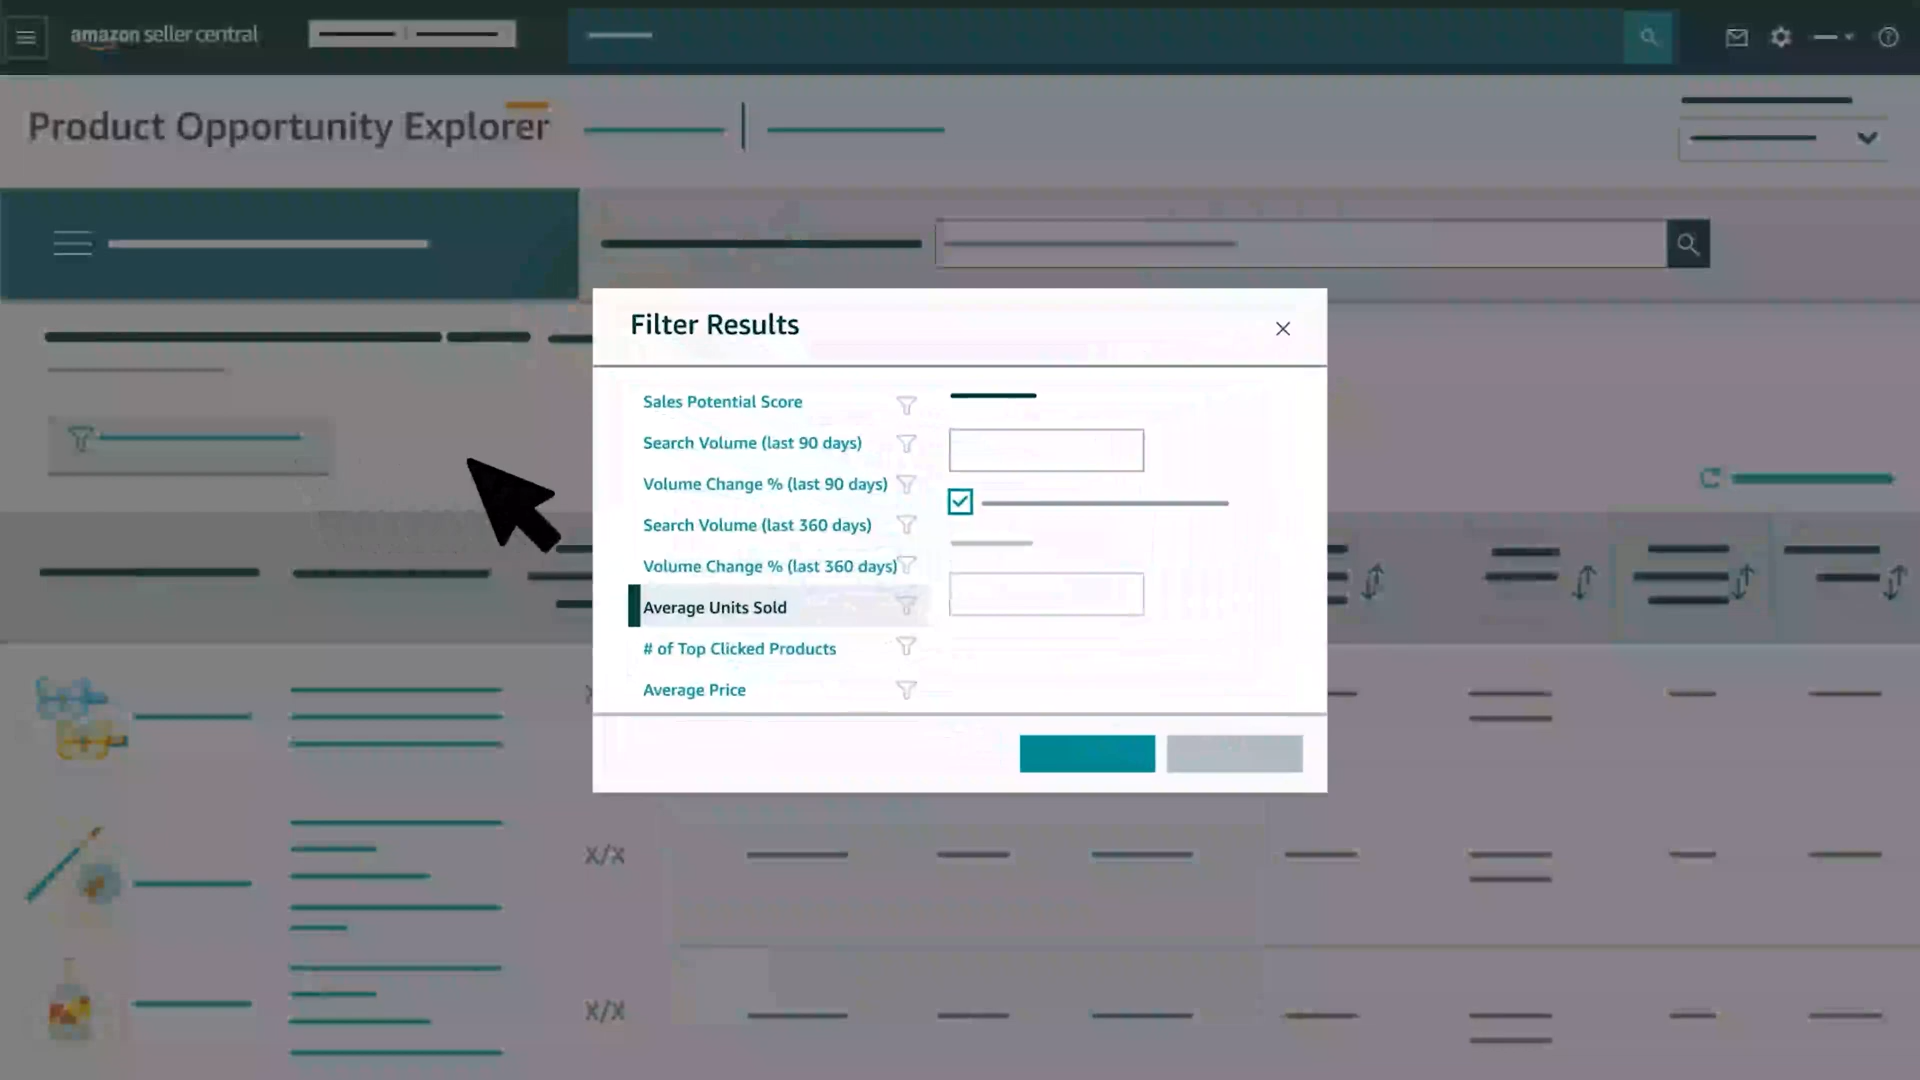 amazon seller central
Product Opportunity Explorer
Filter Results
Sales Potential Score
Search Volume (last 90 days)
Volume Change % (last 90 days)
Search Volume (last 360 days)
Volume Change % (last 360 days)
Average Units Sold
# of Top Clicked Products
Average Price
X/X
X/X